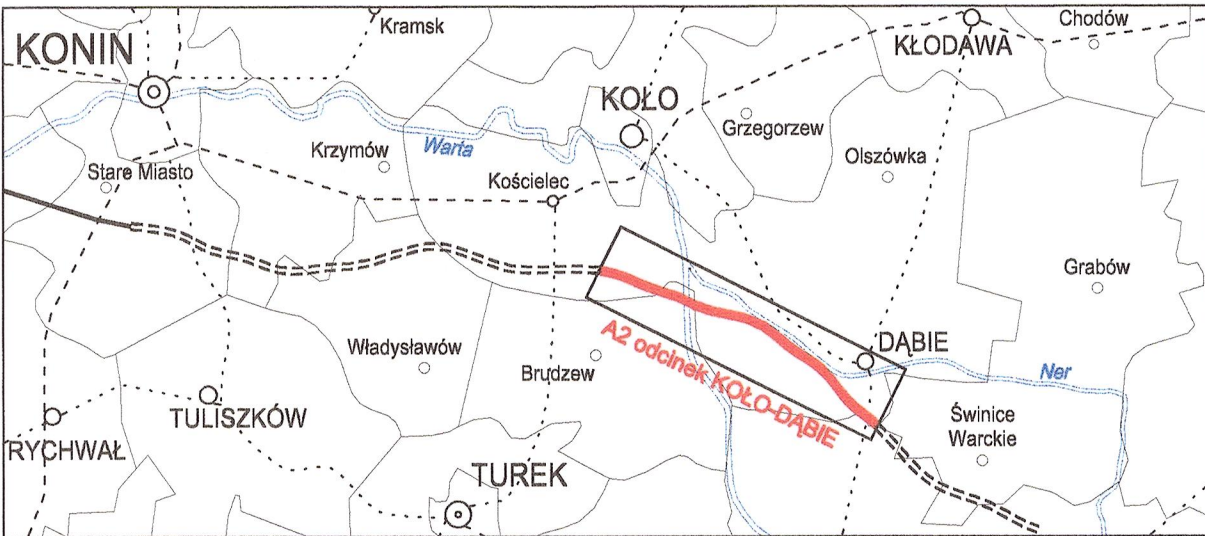 Kramsk
Chodów
KONIN
KŁODAWA
KOŁO
Grzegorzew
Krzymów
Warta
Olszówka
Stare Miasto
Kościelec
Grabów
A2 odcinek KOŁO-DĄBIE
DĄBIE
Władysławów
Brudzew
Ner
TULISZKÓW
Świnice
Warckie
RYCHWAŁ
TUREK